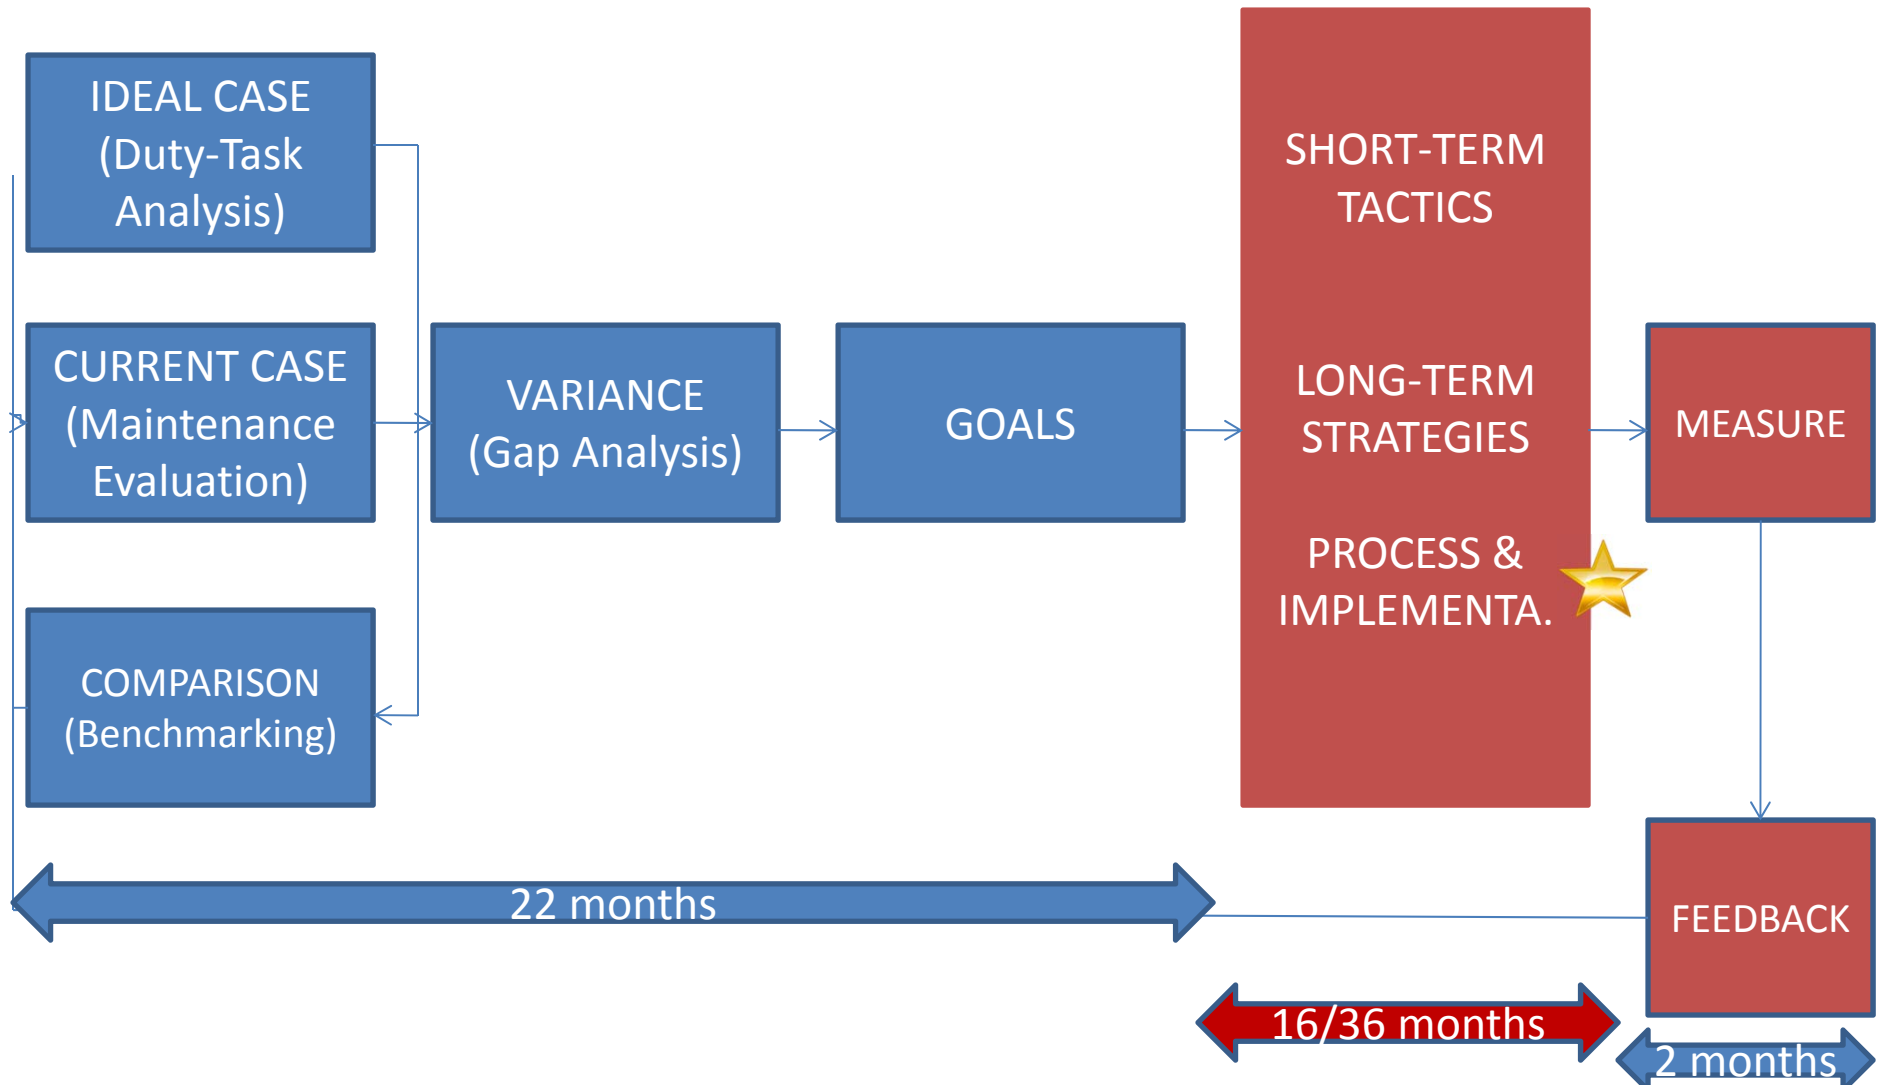 IDEAL CASE
(Duty-Task
Analysis)
CURRENT CASE
(Maintenance
Evaluation)
COMPARISON
(Benchmarking)
VARIANCE
(Gap Analysis)
GOALS
SHORT-TERM
TACTICS
LONG-TERM
STRATEGIES
PROCESS &
IMPLEMENTA.
MEASURE
FEEDBACK
22 months
16/36 months
2 months